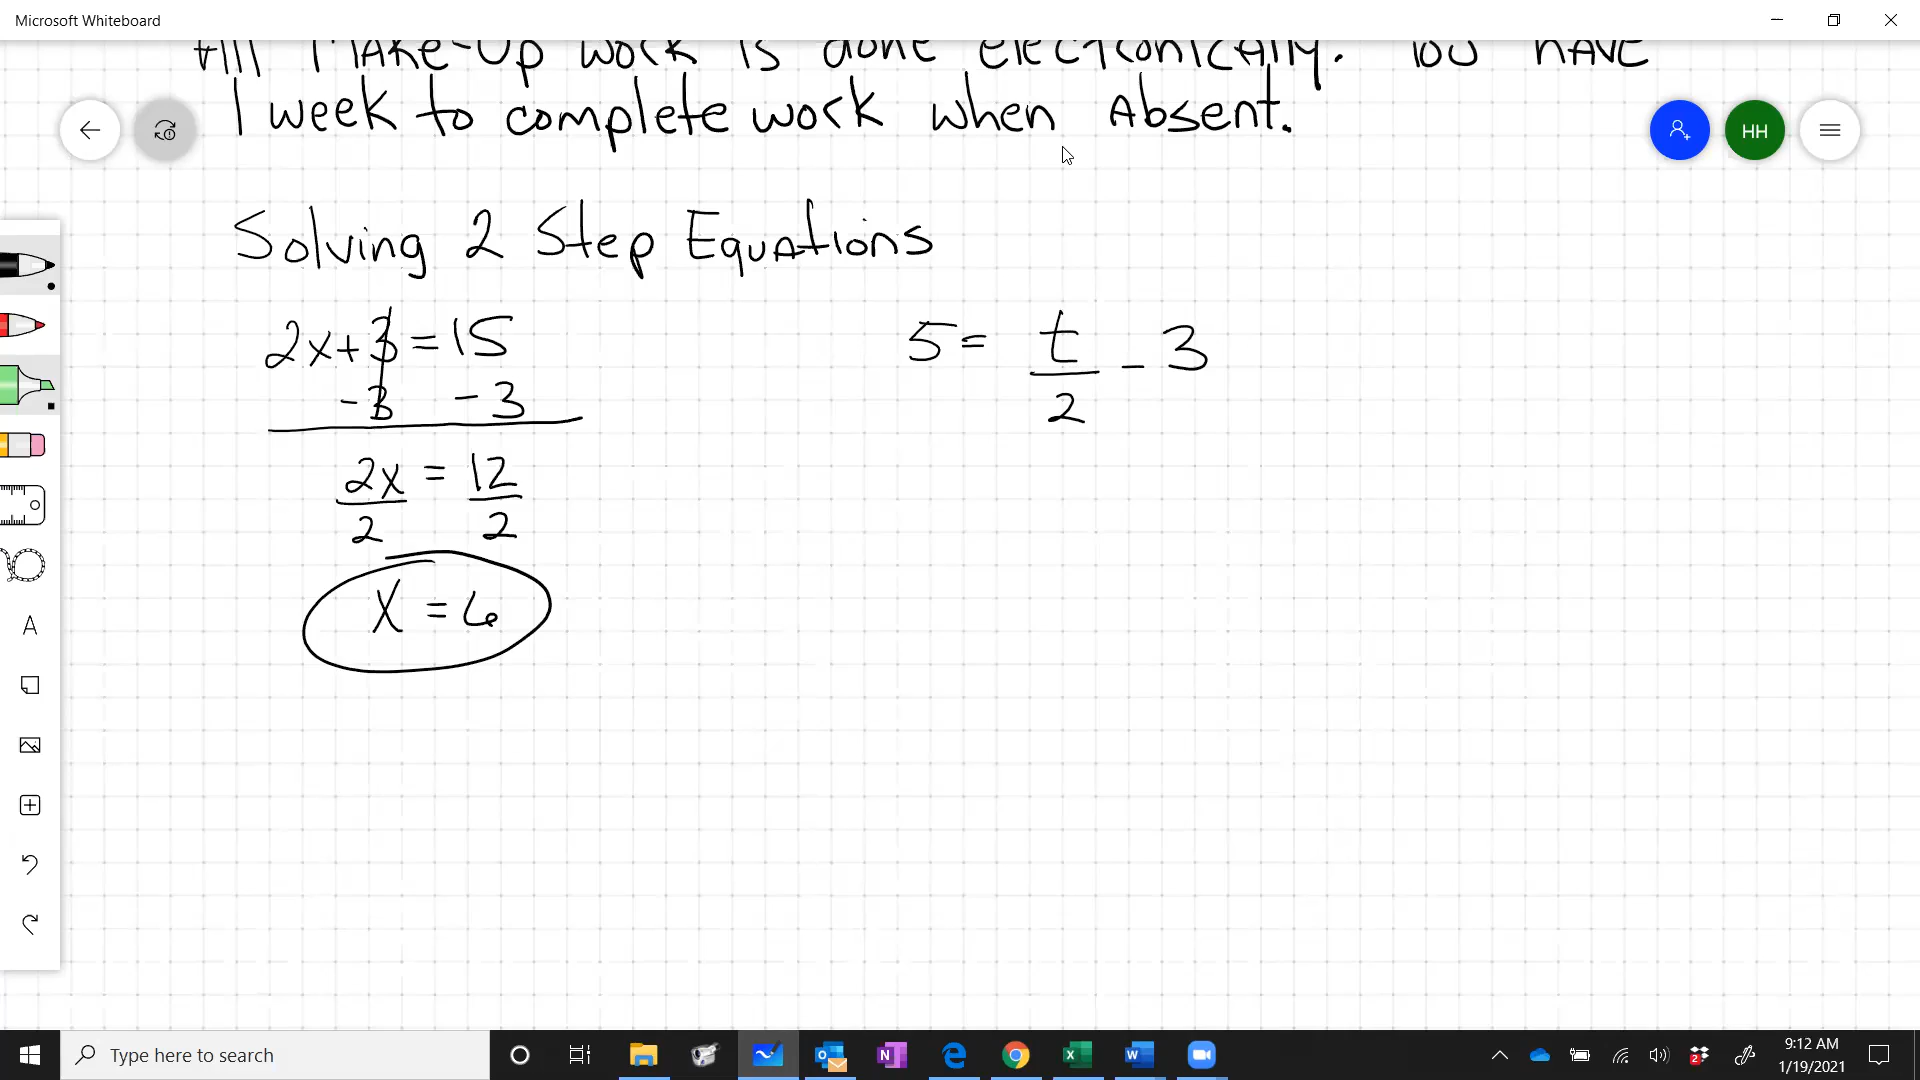 Microsoft Whiteboard
All Make-Up work is done electronically. You have
1 week to complete work when Absent.
HH
Solving 2 Step Equations
2x+3=15
-3 -3
2x = 12
2 2
x = 6
5 = t/2 - 3
A
Type here to search
9:12 AM
1/19/2021